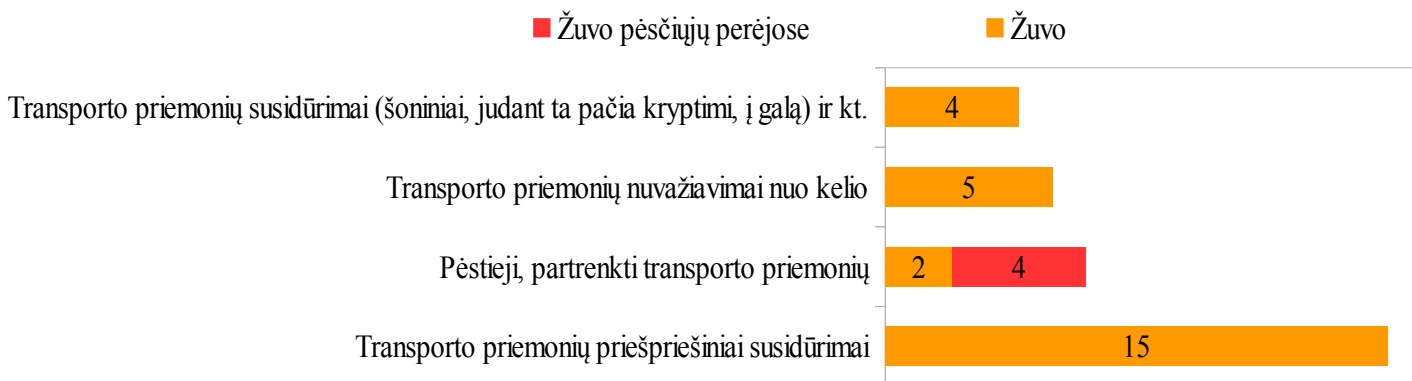 Žuvo pėsčiųjų perėjose
Žuvo
Transporto priemonių susidūrimai (šoniniai, judant ta pačia kryptimi, į galą) ir kt.
4
Transporto priemonių nuvažiavimai nuo kelio
5
Pėstieji, partrenkti transporto priemonių
2
4
Transporto priemonių priešpriešiniai susidūrimai
15